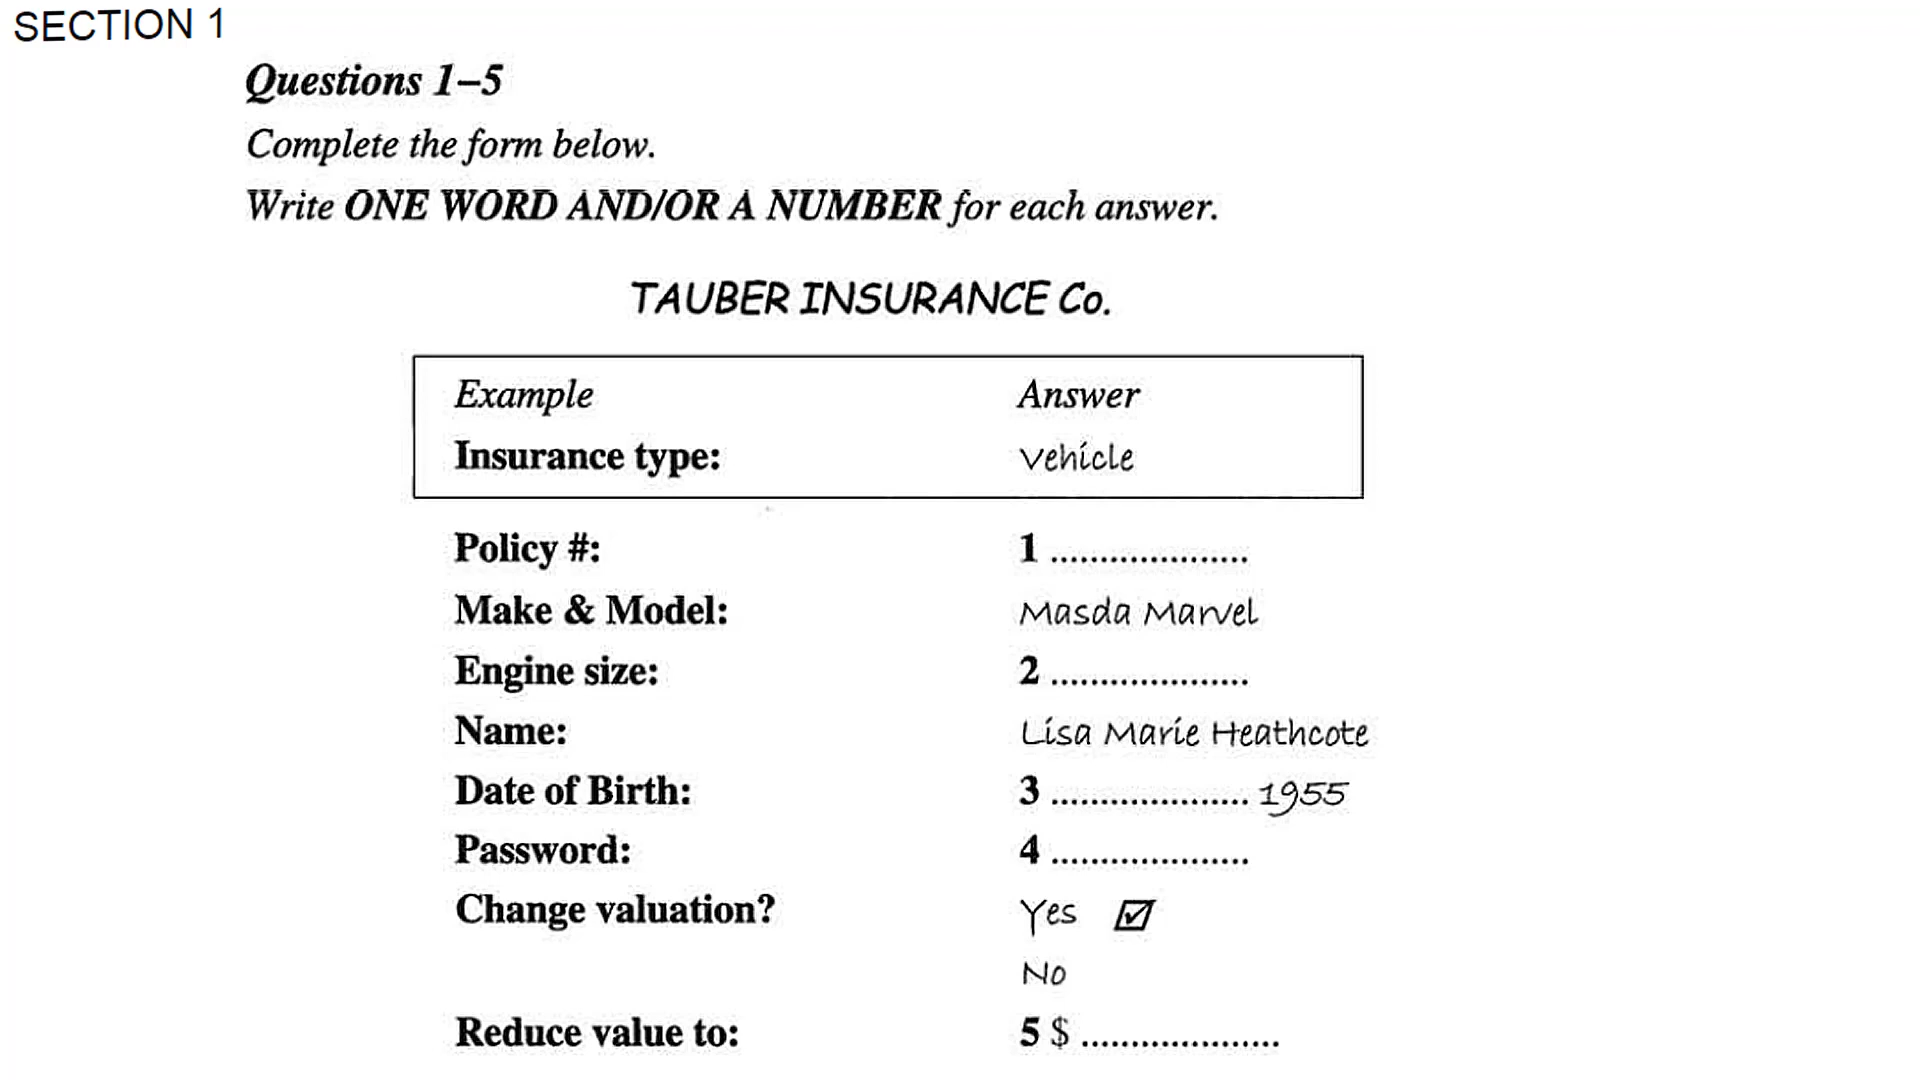 SECTION 1
Questions 1–5
Complete the form below.
Write ONE WORD AND/OR A NUMBER for each answer.
TAUBER INSURANCE Co.
Example Answer
Insurance type: vehicle
Policy #: 1 ....................
Make & Model: Masda Marvel
Engine size: 2 ....................
Name: Lisa Marie Heathcote
Date of Birth: 3 .................... 1955
Password: 4 ....................
Change valuation? Yes ☑
No
Reduce value to: 5 $ ....................